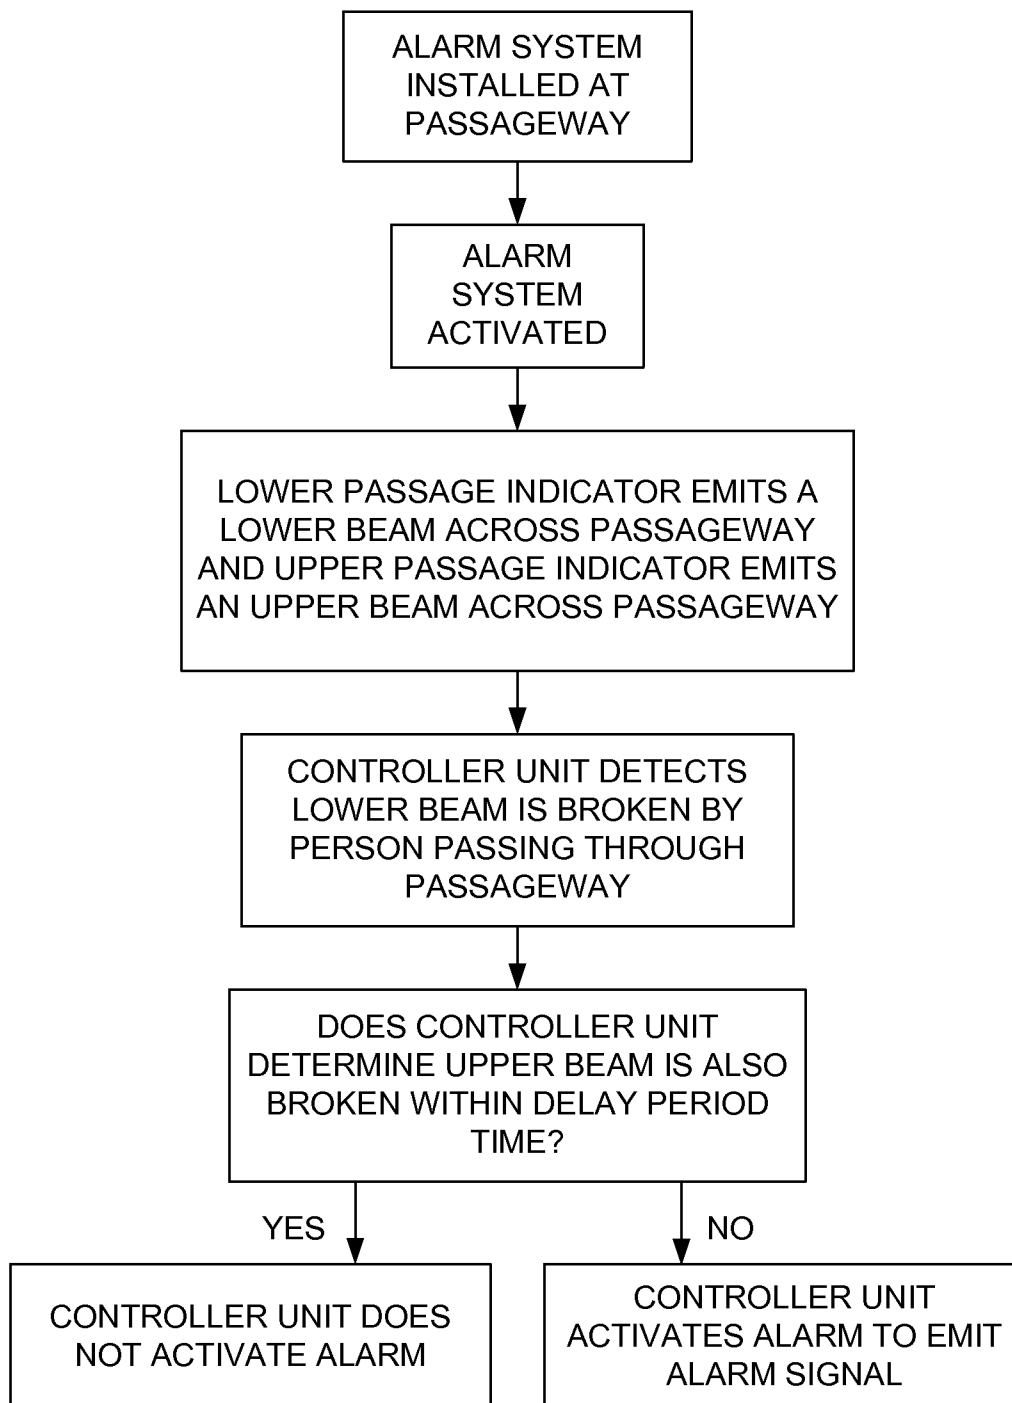 ALARM SYSTEM
INSTALLED AT
PASSAGEWAY
ALARM
SYSTEM
ACTIVATED
LOWER PASSAGE INDICATOR EMITS A
LOWER BEAM ACROSS PASSAGEWAY
AND UPPER PASSAGE INDICATOR EMITS
AN UPPER BEAM ACROSS PASSAGEWAY
CONTROLLER UNIT DETECTS
LOWER BEAM IS BROKEN BY
PERSON PASSING THROUGH
PASSAGEWAY
DOES CONTROLLER UNIT
DETERMINE UPPER BEAM IS ALSO
BROKEN WITHIN DELAY PERIOD
TIME?
YES
NO
CONTROLLER UNIT DOES
NOT ACTIVATE ALARM
CONTROLLER UNIT
ACTIVATES ALARM TO EMIT
ALARM SIGNAL